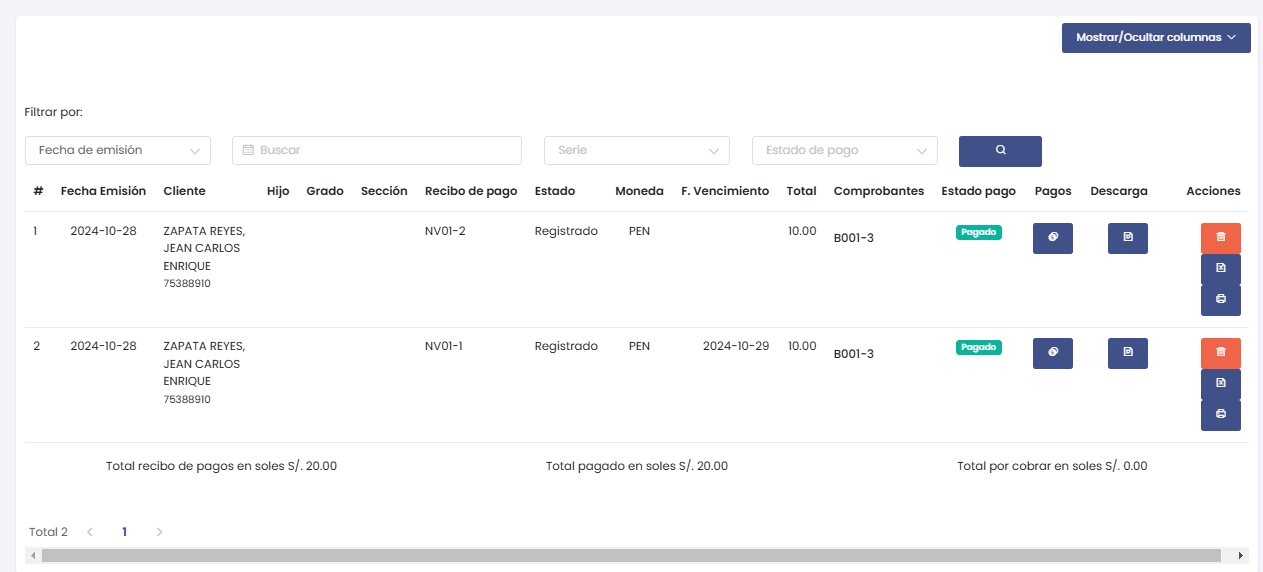 Mostrar/Ocultar columnas
Filtrar por:
Fecha de emisión Buscar Serie Estado de pago
# Fecha Emisión Cliente Hijo Grado Sección Recibo de pago Estado Moneda F. Vencimiento Total Comprobantes Estado pago Pagos Descarga Acciones
1 2024-10-28 ZAPATA REYES, NV01-2 Registrado PEN 10.00 B001-3 Pagado
JEAN CARLOS
ENRIQUE
75388910
2 2024-10-28 ZAPATA REYES, NV01-1 Registrado PEN 2024-10-29 10.00 B001-3 Pagado
JEAN CARLOS
ENRIQUE
75388910
Total recibo de pagos en soles S/. 20.00 Total pagado en soles S/. 20.00 Total por cobrar en soles S/. 0.00
Total 2 1